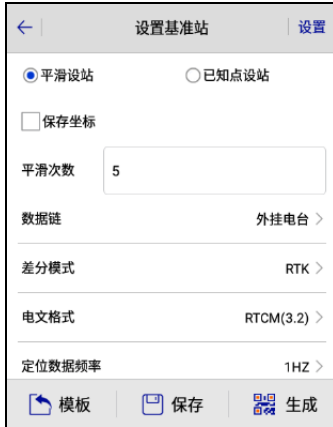 设置基准站 设置
平滑设站 已知点设站
保存坐标
平滑次数 5
数据链 外挂电台
差分模式 RTK
电文格式 RTCM(3.2)
定位数据频率 1HZ
模板 保存 生成